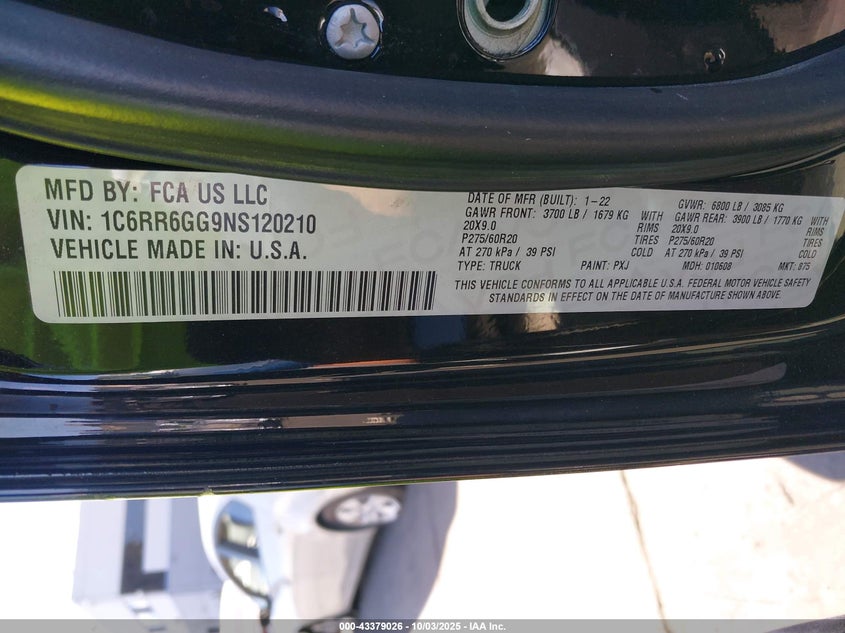 MFD BY: FCA US LLC
VIN: 1C6RR6GG9NS120210
VEHICLE MADE IN: U.S.A.
DATE OF MFR (BUILT): 1-22 GVWR: 6800 LB / 3085 KG
GAWR FRONT: 3700 LB / 1679 KG GAWR REAR: 3900 LB / 1770 KG
20X9.0 RIMS 20X9.0 RIMS
P275/60R20 TIRES P275/60R20 TIRES
AT 270 kPa / 39 PSI COLD AT 270 kPa / 39 PSI COLD
TYPE: TRUCK PAINT: PXJ MDH: 010608 MKT: 875
THIS VEHICLE CONFORMS TO ALL APPLICABLE U.S.A. FEDERAL MOTOR VEHICLE SAFETY
STANDARDS IN EFFECT ON THE DATE OF MANUFACTURE SHOWN ABOVE.
000-43379026 - 10/03/2025 - IAA Inc.